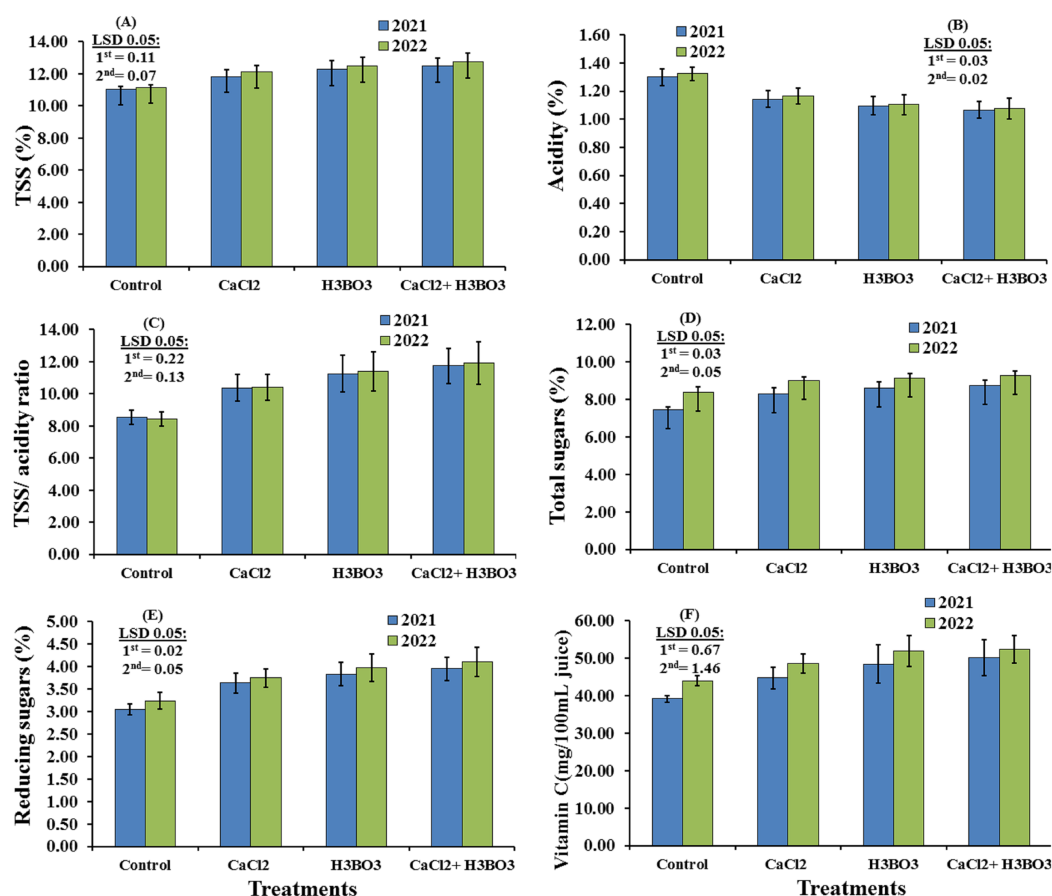 (A)
LSD 0.05:
1st = 0.11
2nd = 0.07
2021
2022
TSS (%)
14.00
12.00
10.00
8.00
6.00
4.00
2.00
0.00
Control
CaCl2
H3BO3
CaCl2+ H3BO3
(B)
LSD 0.05:
1st = 0.03
2nd = 0.02
2021
2022
Acidity (%)
1.60
1.40
1.20
1.00
0.80
0.60
0.40
0.20
0.00
Control
CaCl2
H3BO3
CaCl2+ H3BO3
(C)
LSD 0.05:
1st = 0.22
2nd = 0.13
2021
2022
TSS/ acidity ratio
14.00
12.00
10.00
8.00
6.00
4.00
2.00
0.00
Control
CaCl2
H3BO3
CaCl2+ H3BO3
(D)
LSD 0.05:
1st = 0.03
2nd = 0.05
2021
2022
Total sugars (%)
12.00
10.00
8.00
6.00
4.00
2.00
0.00
Control
CaCl2
H3BO3
CaCl2+ H3BO3
(E)
LSD 0.05:
1st = 0.02
2nd = 0.05
2021
2022
Reducing sugars (%)
5.00
4.50
4.00
3.50
3.00
2.50
2.00
1.50
1.00
0.50
0.00
Control
CaCl2
H3BO3
CaCl2+ H3BO3
Treatments
(F)
LSD 0.05:
1st = 0.67
2nd = 1.46
2021
2022
Vitamin C(mg/100mL juice)
60.00
50.00
40.00
30.00
20.00
10.00
0.00
Control
CaCl2
H3BO3
CaCl2+ H3BO3
Treatments